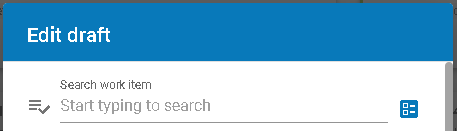 Edit draft
Search work item
Start typing to search